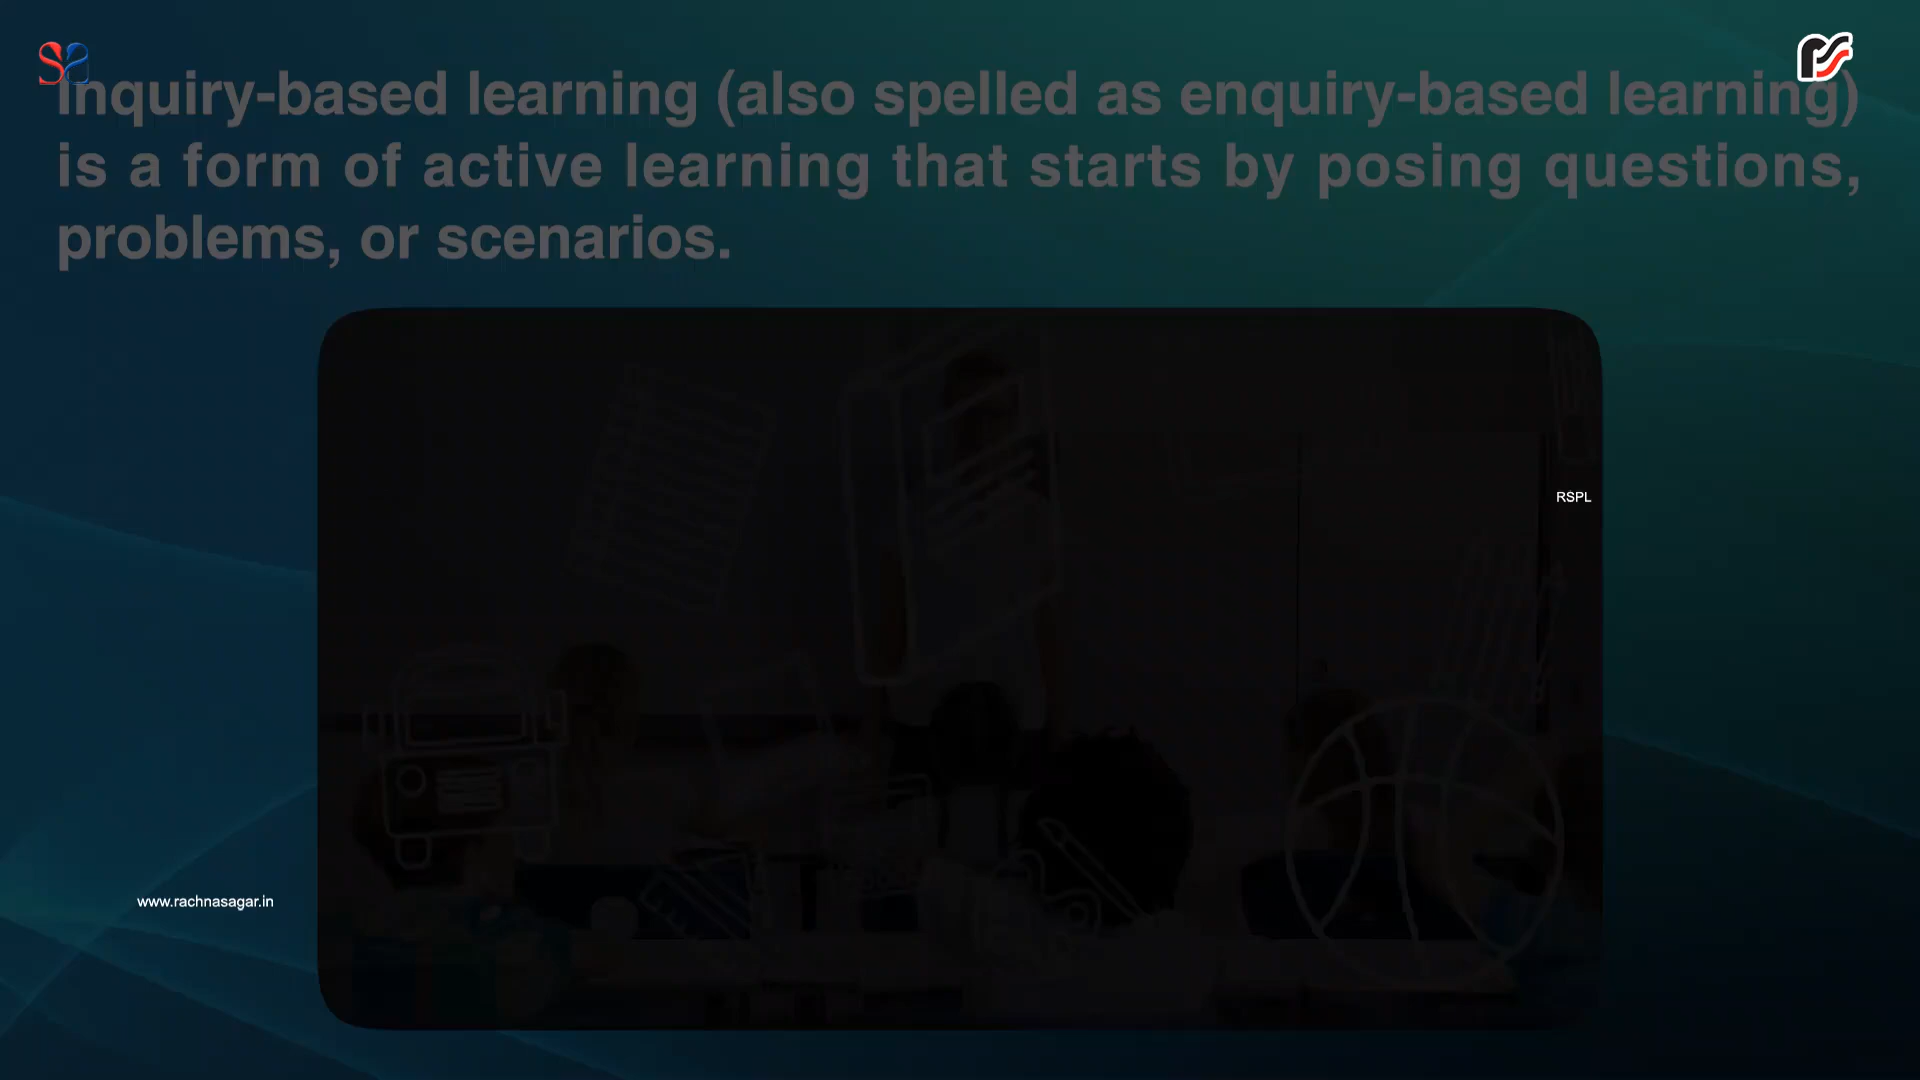 Inquiry-based learning (also spelled as enquiry-based learning)
is a form of active learning that starts by posing questions,
problems, or scenarios.
RSPL
www.rachnasagar.in